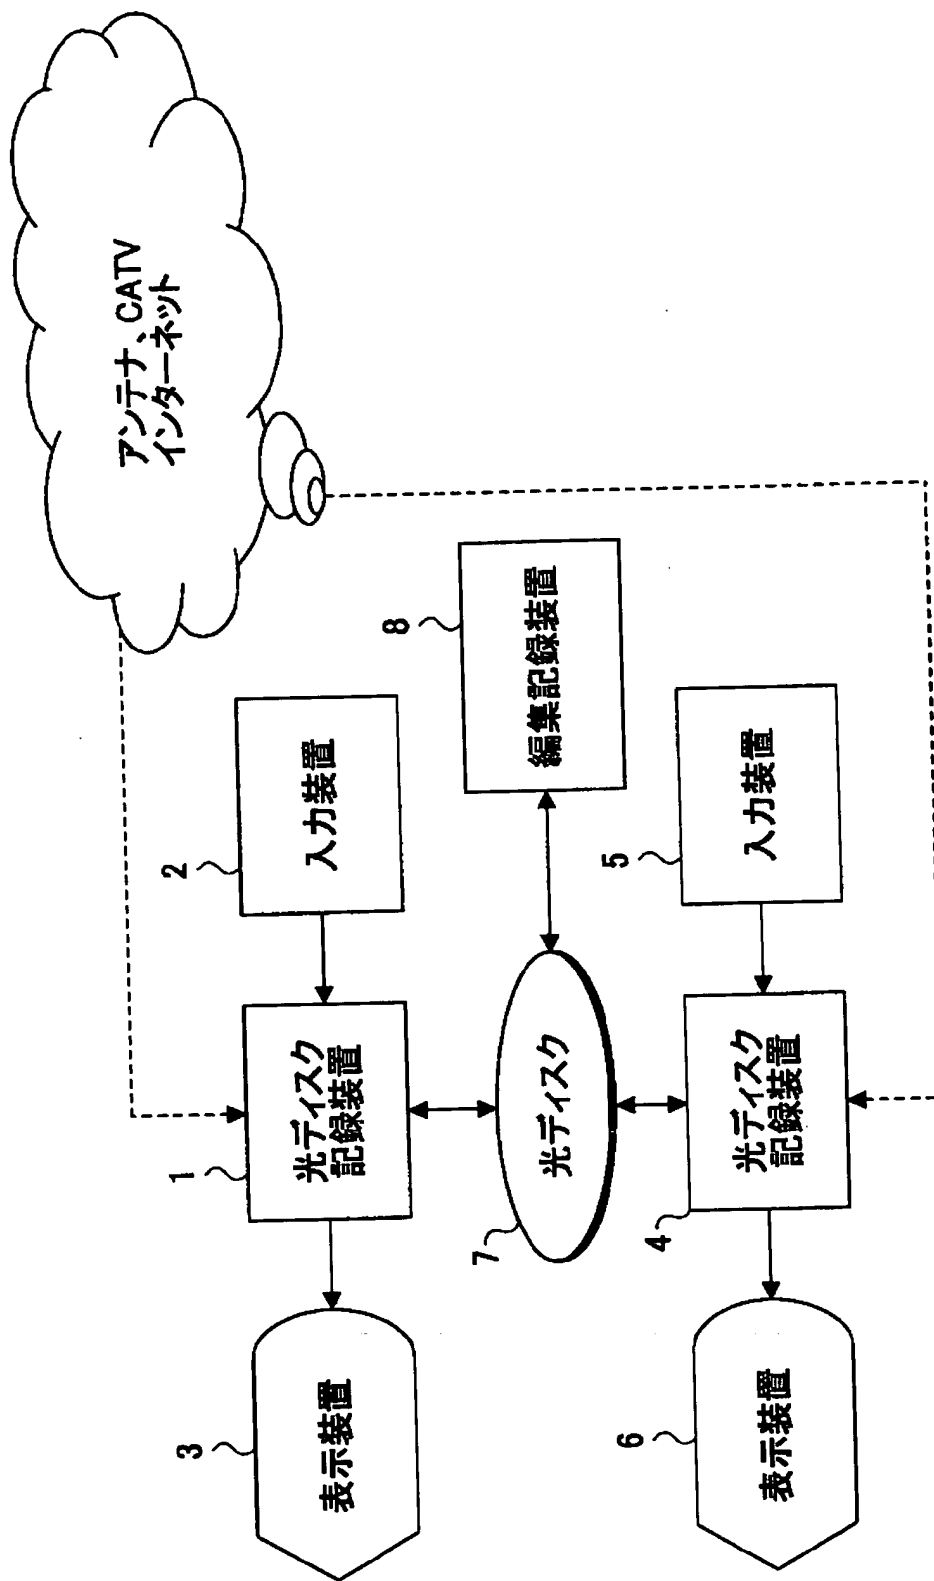 アンテナ、CATV
インターネット
2
入力装置
1
光ディスク
記録装置
3
表示装置
8
編集記録装置
7
光ディスク
5
入力装置
4
光ディスク
記録装置
6
表示装置